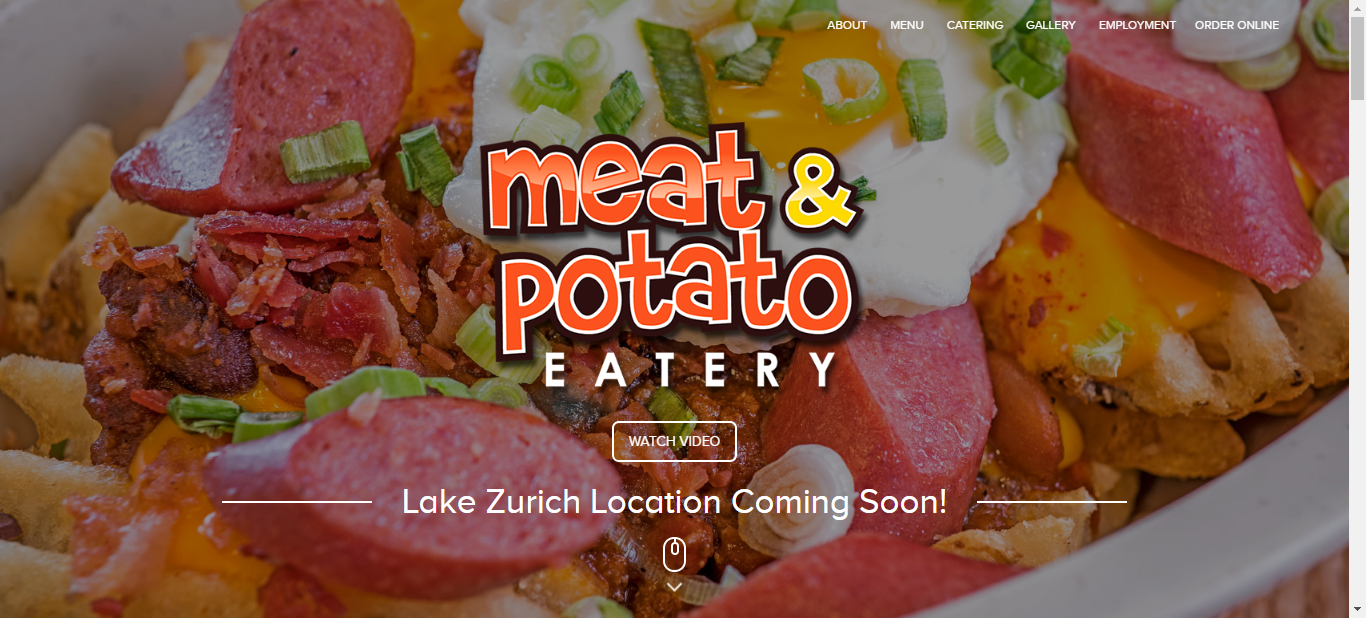 ABOUT MENU CATERING GALLERY EMPLOYMENT ORDER ONLINE
meat &
potato
EATERY
WATCH VIDEO
Lake Zurich Location Coming Soon!